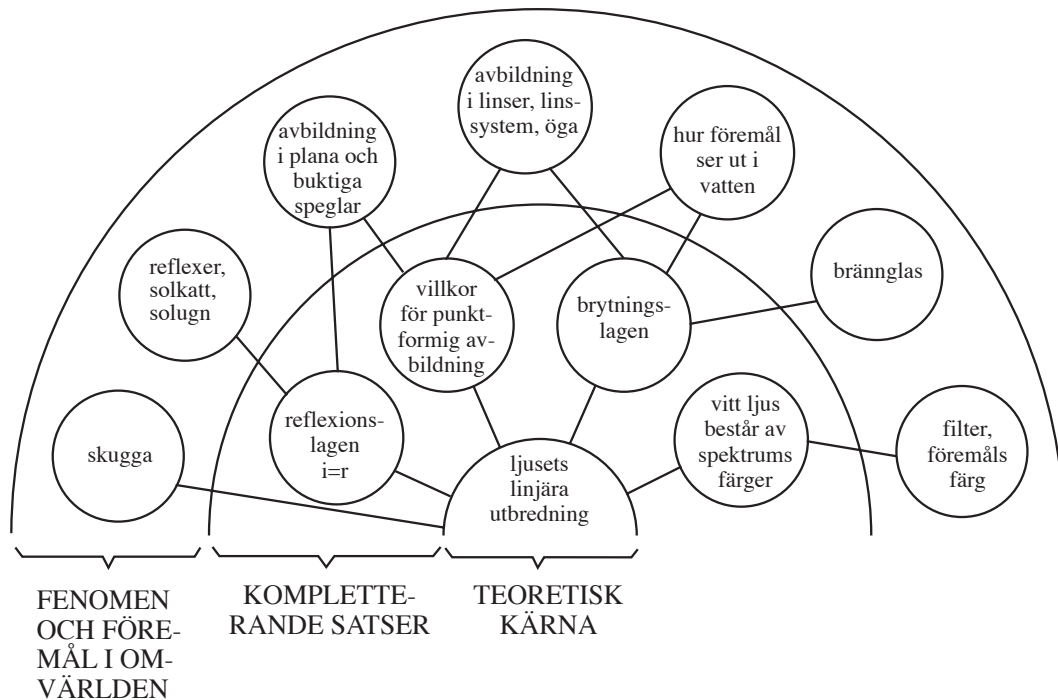 avbildning
i linser, lins-
system, öga
avbildning
i plana och
buktiga
speglar
hur föremål
ser ut i
vatten
reflexer,
solkatt,
solugn
villkor
för punkt-
formig av-
bildning
brytnings-
lagen
brännglas
skugga
reflexions-
lagen
i=r
ljusets
linjära
utbredning
vitt ljus
består av
spektrums
färger
filter,
föremåls
färg
FENOMEN
OCH FÖRE-
MÅL I OM-
VÄRLDEN
KOMPLETTE-
RANDE SATSER
TEORETISK
KÄRNA